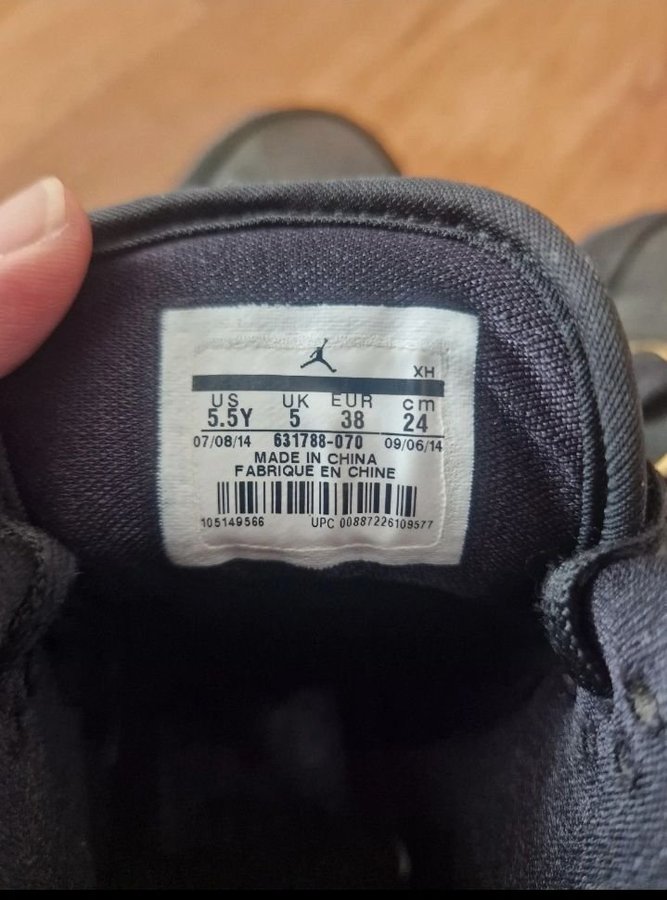 XH
US UK EUR cm
5.5Y 5 38 24
07/08/14 631788-070 09/06/14
MADE IN CHINA
FABRIQUE EN CHINE
105149566 UPC 00887226109577